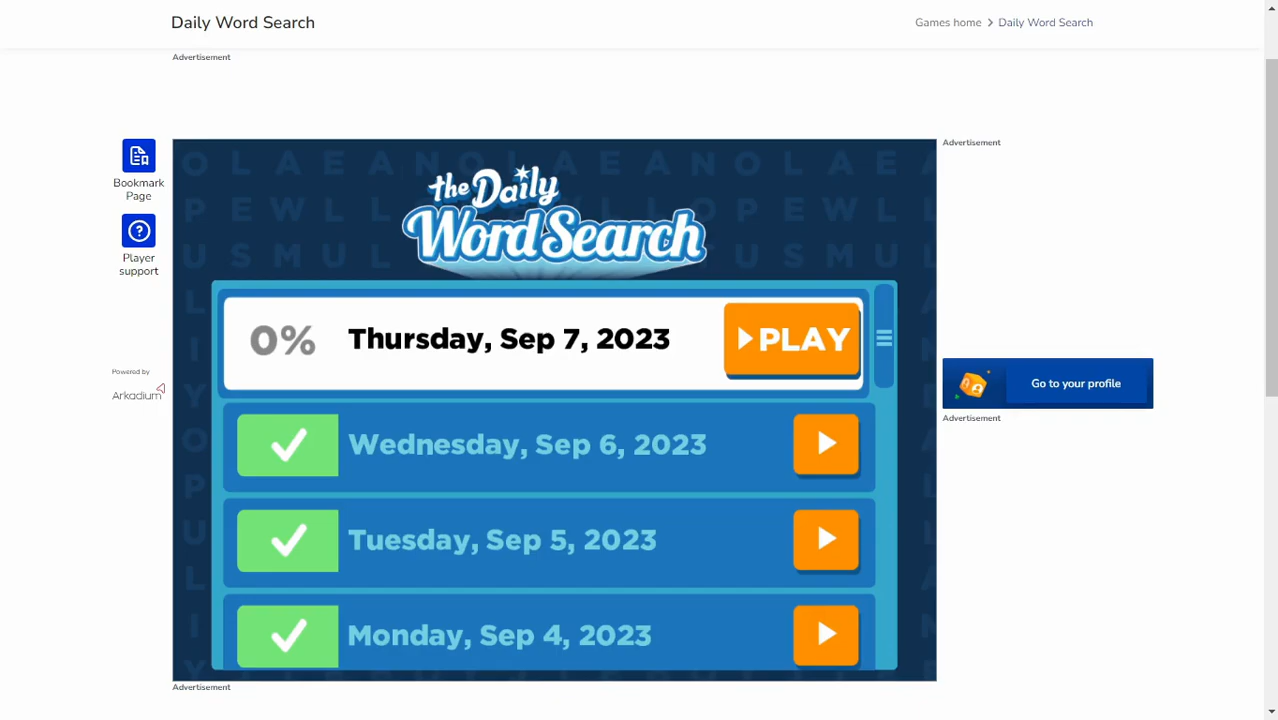 Daily Word Search
Games home > Daily Word Search
Advertisement
Advertisement
Bookmark
Page
Player
support
the Daily
Word Search
0% Thursday, Sep 7, 2023 PLAY
Powered by
Arkadium
Go to your profile
Advertisement
Wednesday, Sep 6, 2023
Tuesday, Sep 5, 2023
Monday, Sep 4, 2023
Advertisement